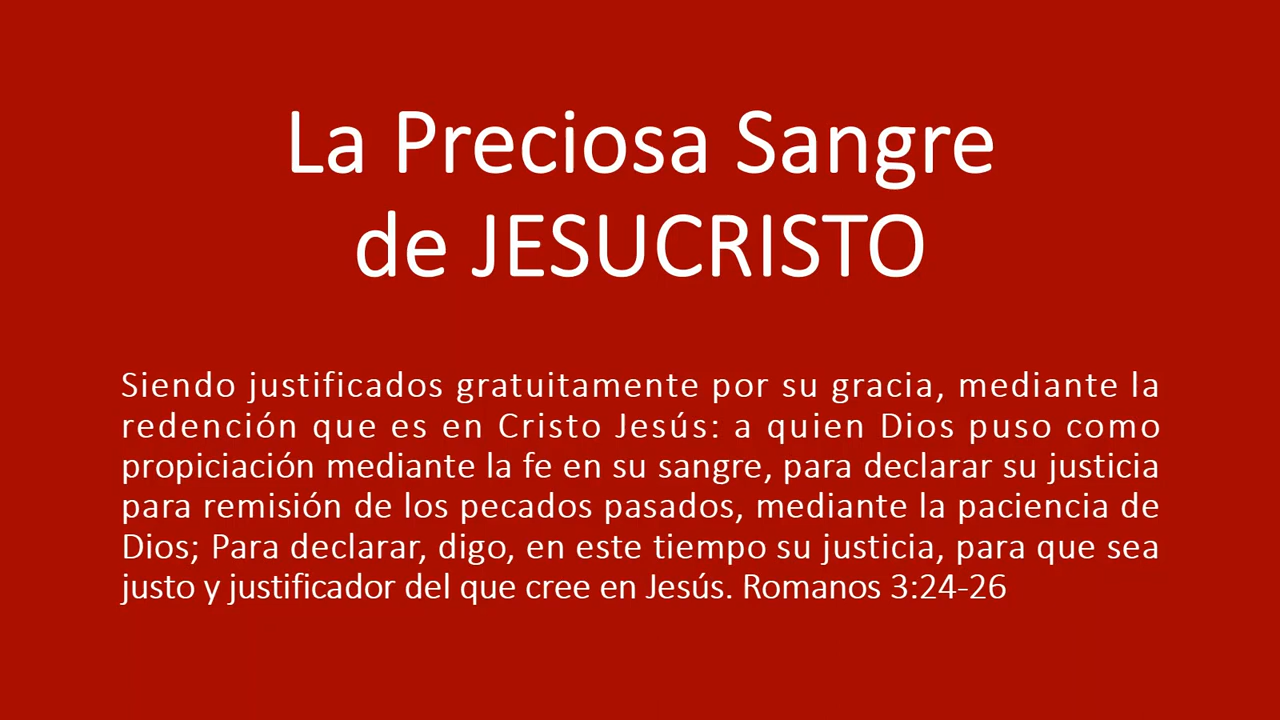 La Preciosa Sangre
de JESUCRISTO
Siendo justificados gratuitamente por su gracia, mediante la
redención que es en Cristo Jesús: a quien Dios puso como
propiciación mediante la fe en su sangre, para declarar su justicia
para remisión de los pecados pasados, mediante la paciencia de
Dios; Para declarar, digo, en este tiempo su justicia, para que sea
justo y justificador del que cree en Jesús. Romanos 3:24-26